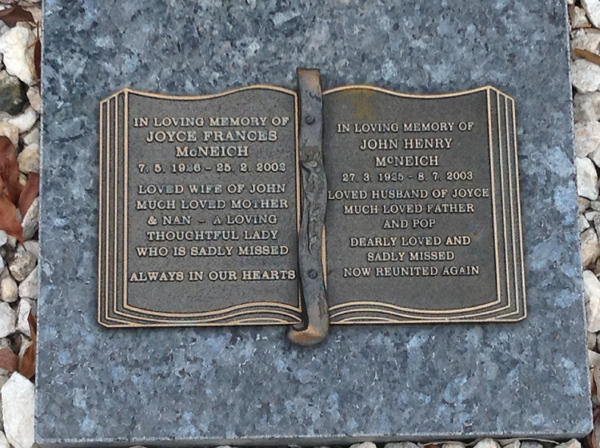 IN LOVING MEMORY OF
JOYCE FRANCES
McNEICH
7. 5. 1926 – 25. 2. 2002
LOVED WIFE OF JOHN
MUCH LOVED MOTHER
& NAN – A LOVING
THOUGHTFUL LADY
WHO IS SADLY MISSED
ALWAYS IN OUR HEARTS
IN LOVING MEMORY OF
JOHN HENRY
McNEICH
27. 3. 1925 – 8. 7. 2003
LOVED HUSBAND OF JOYCE
MUCH LOVED FATHER
AND POP
DEARLY LOVED AND
SADLY MISSED
NOW REUNITED AGAIN